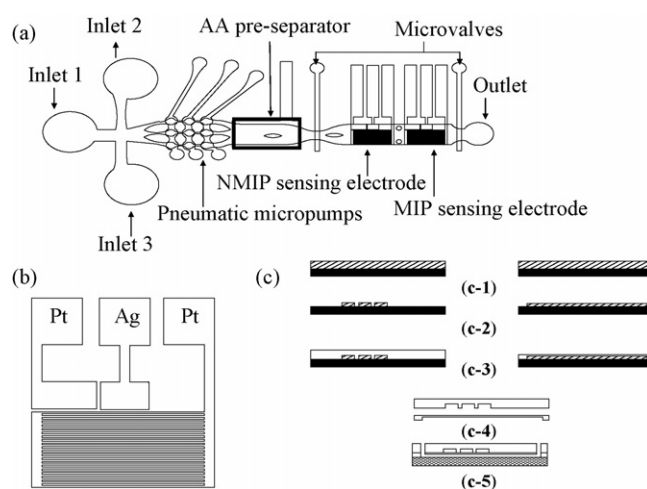 (a)
Inlet 2
AA pre-separator
Microvalves
Inlet 1
Outlet
NMIP sensing electrode
MIP sensing electrode
Pneumatic micropumps
Inlet 3
(b)
Pt Ag Pt
(c)
(c-1)
(c-2)
(c-3)
(c-4)
(c-5)